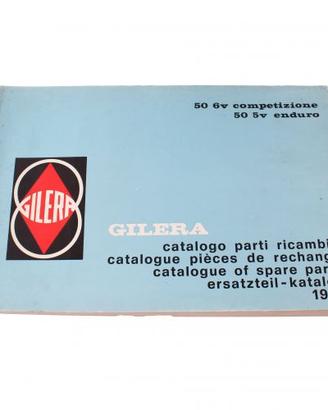 50 6v competizione
50 5v enduro
GILERA
GILERA
catalogo parti ricambi
catalogue pièces de rechang
catalogue of spare par
ersatzteil-katal
19